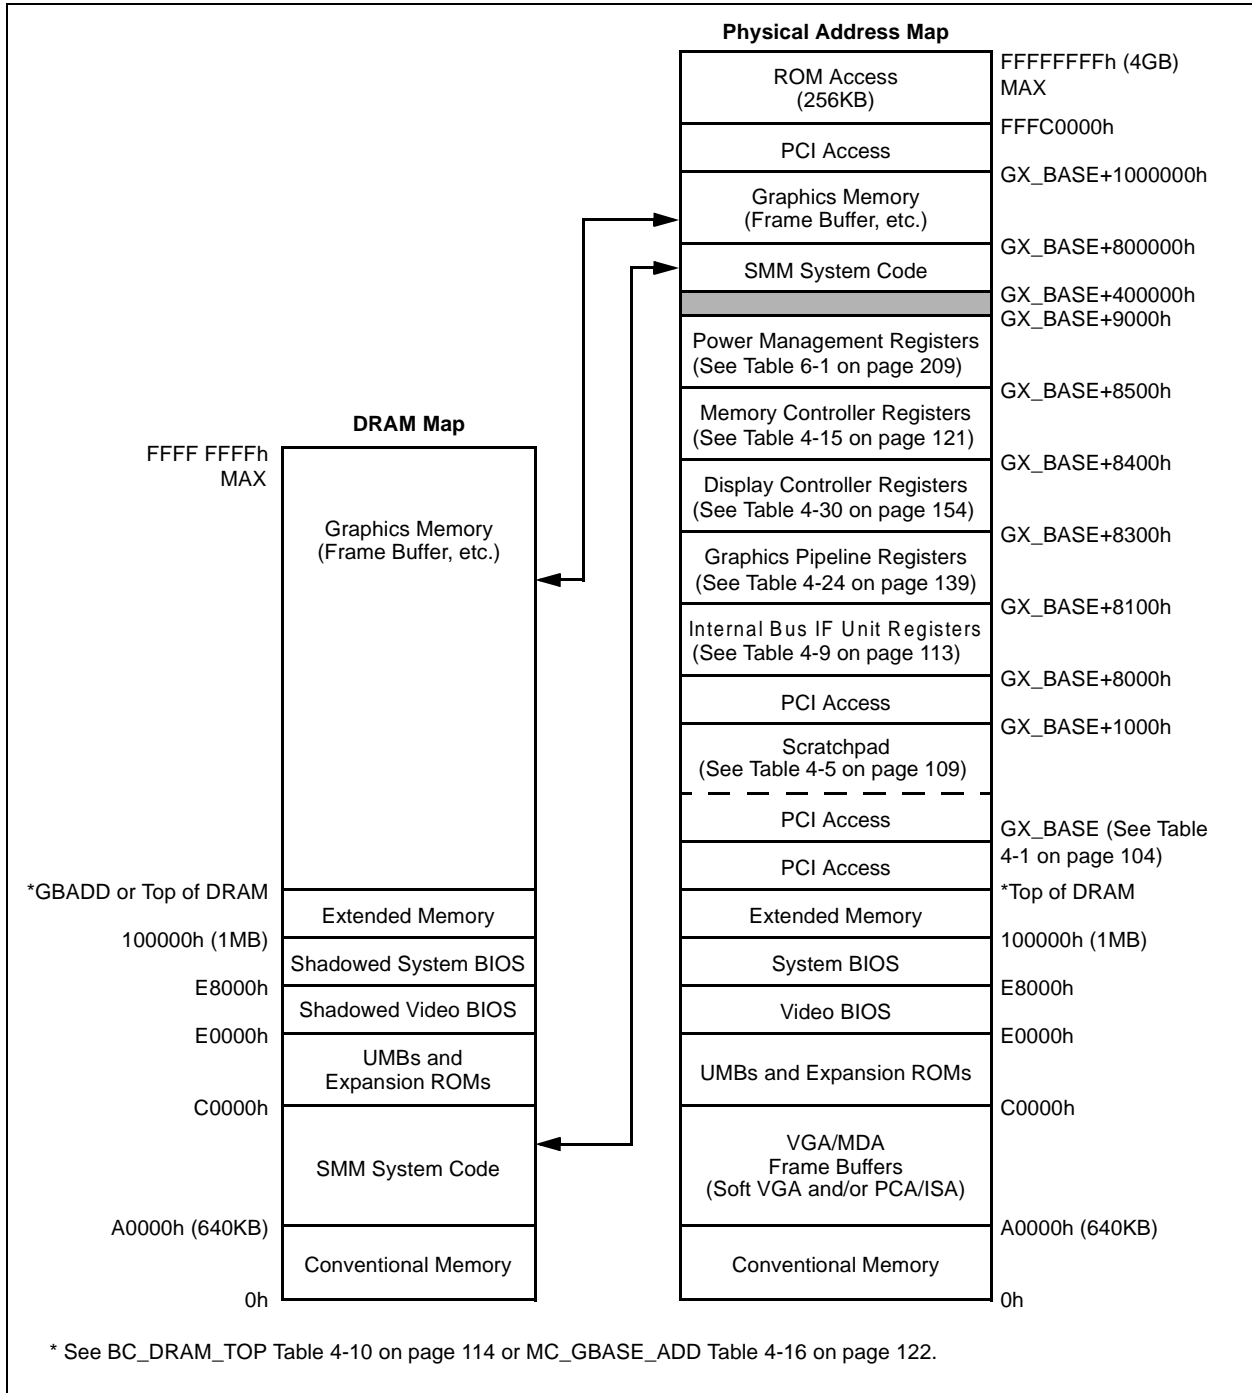 Physical Address Map
ROM Access
(256KB)
FFFFFFFFh (4GB)
MAX
FFFC0000h
PCI Access
GX_BASE+1000000h
Graphics Memory
(Frame Buffer, etc.)
GX_BASE+800000h
SMM System Code
GX_BASE+400000h
GX_BASE+9000h
Power Management Registers
(See Table 6-1 on page 209)
GX_BASE+8500h
Memory Controller Registers
(See Table 4-15 on page 121)
GX_BASE+8400h
Display Controller Registers
(See Table 4-30 on page 154)
GX_BASE+8300h
Graphics Pipeline Registers
(See Table 4-24 on page 139)
GX_BASE+8100h
Internal Bus IF Unit Registers
(See Table 4-9 on page 113)
GX_BASE+8000h
PCI Access
GX_BASE+1000h
Scratchpad
(See Table 4-5 on page 109)
PCI Access
GX_BASE (See Table
4-1 on page 104)
PCI Access
*Top of DRAM
Extended Memory
100000h (1MB)
System BIOS
E8000h
Video BIOS
E0000h
UMBs and Expansion ROMs
C0000h
VGA/MDA
Frame Buffers
(Soft VGA and/or PCA/ISA)
A0000h (640KB)
Conventional Memory
0h
DRAM Map
FFFF FFFFh
MAX
Graphics Memory
(Frame Buffer, etc.)
*GBADD or Top of DRAM
Extended Memory
100000h (1MB)
Shadowed System BIOS
E8000h
Shadowed Video BIOS
E0000h
UMBs and
Expansion ROMs
C0000h
SMM System Code
A0000h (640KB)
Conventional Memory
0h
* See BC_DRAM_TOP Table 4-10 on page 114 or MC_GBASE_ADD Table 4-16 on page 122.